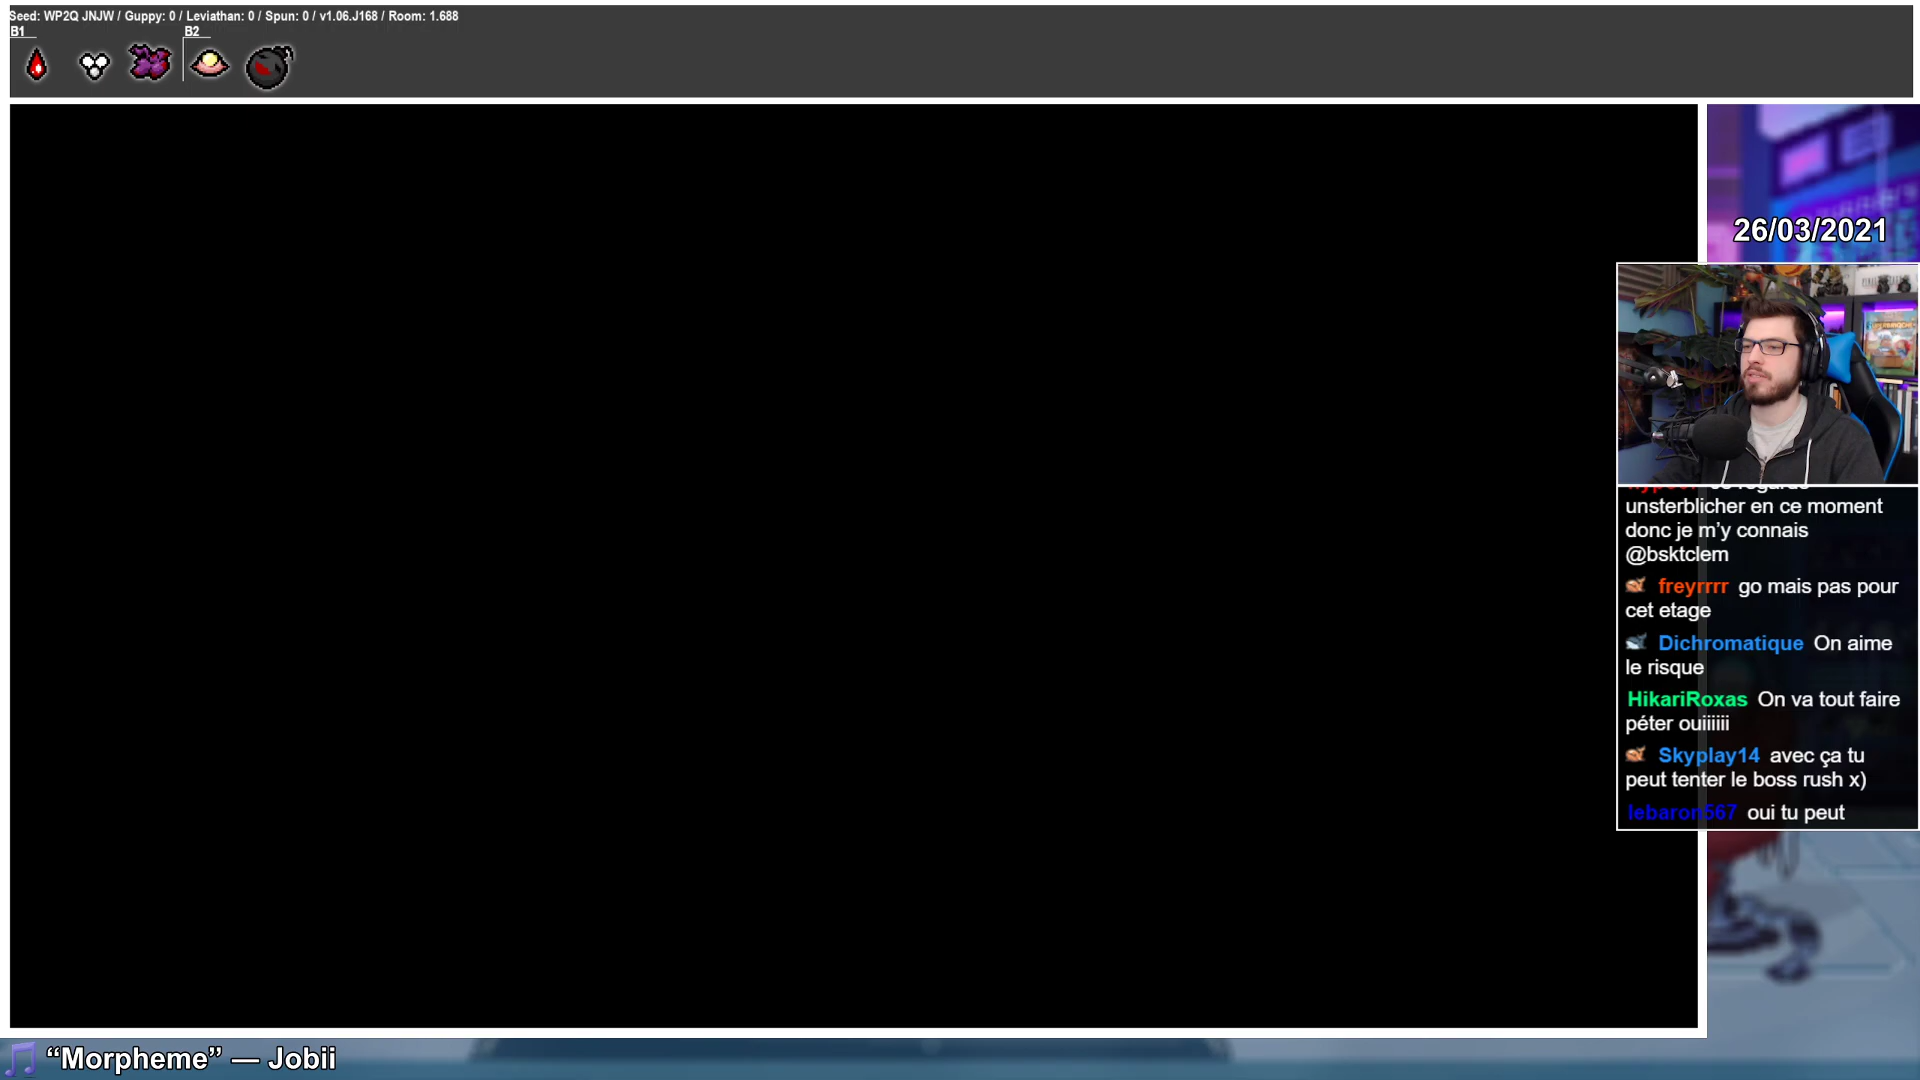 Seed: WP2Q JNJW / Guppy: 0 / Leviathan: 0 / Spun: 0 / v1.06.J168 / Room: 1.688
B1 B2
26/03/2021
unsterblicher en ce moment
donc je m'y connais
@bsktclem
freyrrrr go mais pas pour
cet etage
Dichromatique On aime
le risque
HikariRoxas On va tout faire
péter ouiiiiii
Skyplay14 avec ça tu
peut tenter le boss rush x)
lebaron567 oui tu peut
“Morpheme” — Jobii